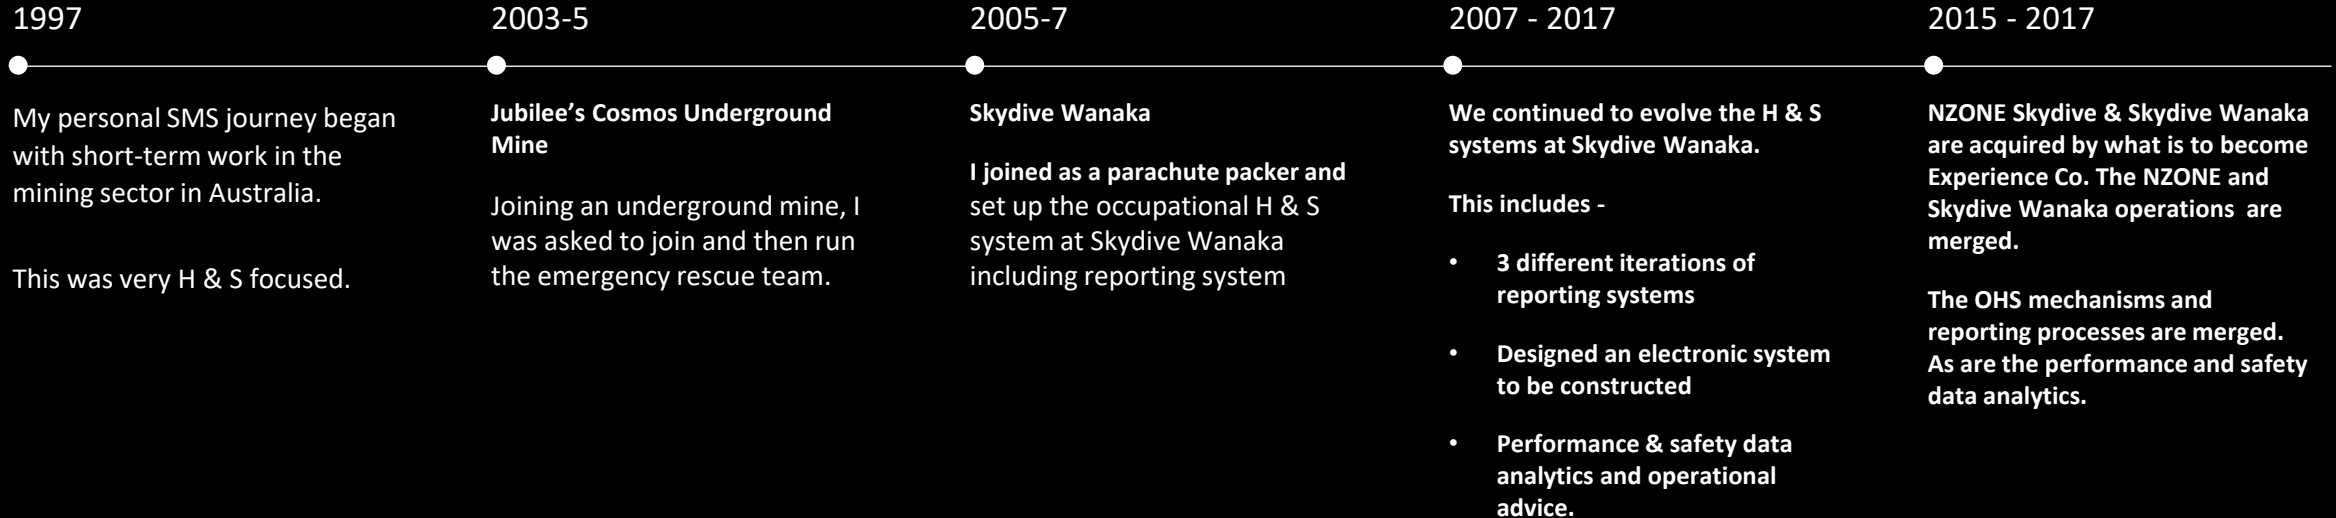 1997
My personal SMS journey began
with short-term work in the
mining sector in Australia.
This was very H & S focused.
2003-5
Jubilee’s Cosmos Underground
Mine
Joining an underground mine, I
was asked to join and then run
the emergency rescue team.
2005-7
Skydive Wanaka
I joined as a parachute packer and
set up the occupational H & S
system at Skydive Wanaka
including reporting system
2007 - 2017
We continued to evolve the H & S
systems at Skydive Wanaka.
This includes -
• 3 different iterations of
reporting systems
• Designed an electronic system
to be constructed
• Performance & safety data
analytics and operational
advice.
2015 - 2017
NZONE Skydive & Skydive Wanaka
are acquired by what is to become
Experience Co. The NZONE and
Skydive Wanaka operations are
merged.
The OHS mechanisms and
reporting processes are merged.
As are the performance and safety
data analytics.